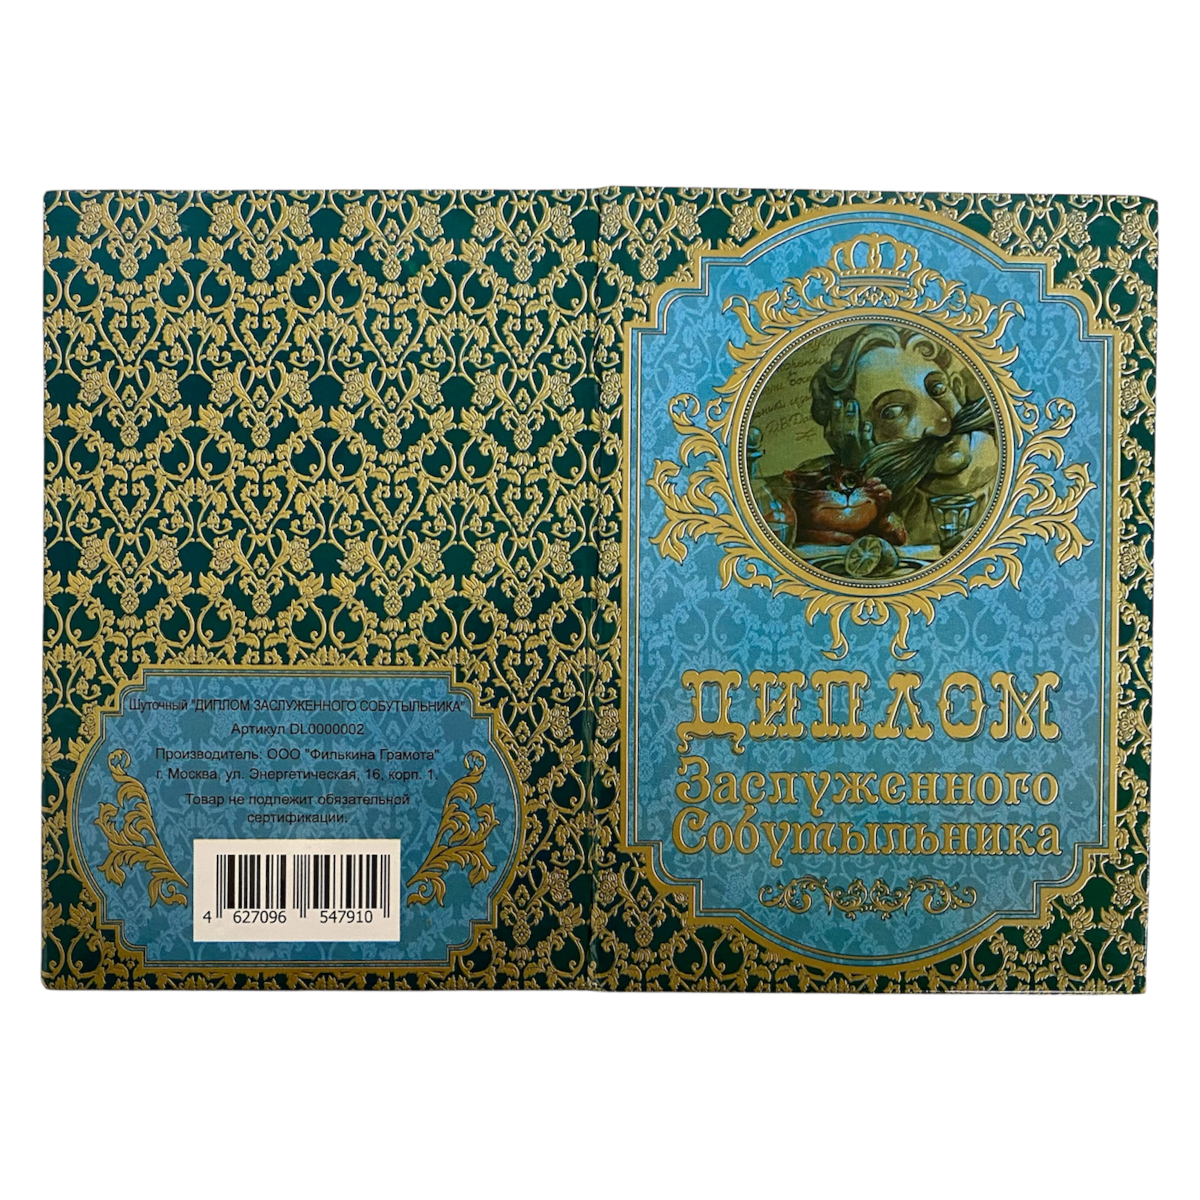 Шуточный "ДИПЛОМ ЗАСЛУЖЕННОГО СОБУТЫЛЬНИКА"
Артикул DL0000002
Производитель: ООО "Филькина Грамота"
г. Москва, ул. Энергетическая, 16, корп. 1.
Товар не подлежит обязательной
сертификации.
4 627096 547910
ДИПЛОМ
Заслуженного
Собутыльника